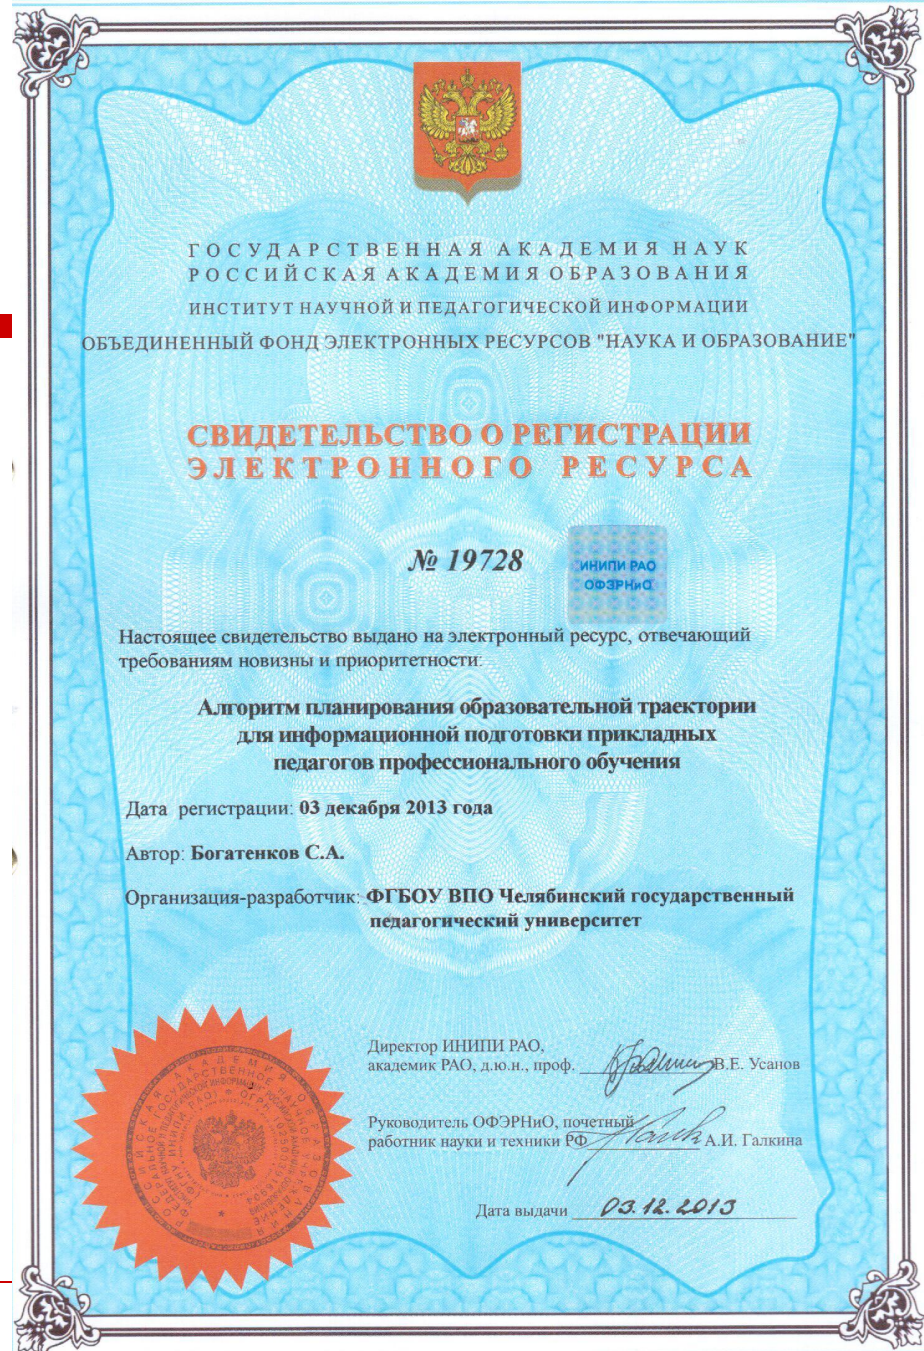 ГОСУДАРСТВЕННАЯ АКАДЕМИЯ НАУК
РОССИЙСКАЯ АКАДЕМИЯ ОБРАЗОВАНИЯ
ИНСТИТУТ НАУЧНОЙ И ПЕДАГОГИЧЕСКОЙ ИНФОРМАЦИИ
ОБЪЕДИНЕННЫЙ ФОНД ЭЛЕКТРОННЫХ РЕСУРСОВ "НАУКА И ОБРАЗОВАНИЕ"
СВИДЕТЕЛЬСТВО О РЕГИСТРАЦИИ
ЭЛЕКТРОННОГО РЕСУРСА
№ 19728
ИНИПИ РАО
ОФЭРНиО
Настоящее свидетельство выдано на электронный ресурс, отвечающий
требованиям новизны и приоритетности:
Алгоритм планирования образовательной траектории
для информационной подготовки прикладных
педагогов профессионального обучения
Дата регистрации: 03 декабря 2013 года
Автор: Богатенков С.А.
Организация-разработчик: ФГБОУ ВПО Челябинский государственный
педагогический университет
Директор ИНИПИ РАО,
академик РАО, д.ю.н., проф. В.Е. Усанов
Руководитель ОФЭРНиО, почетный
работник науки и техники РФ А.И. Галкина
Дата выдачи 03.12.2013